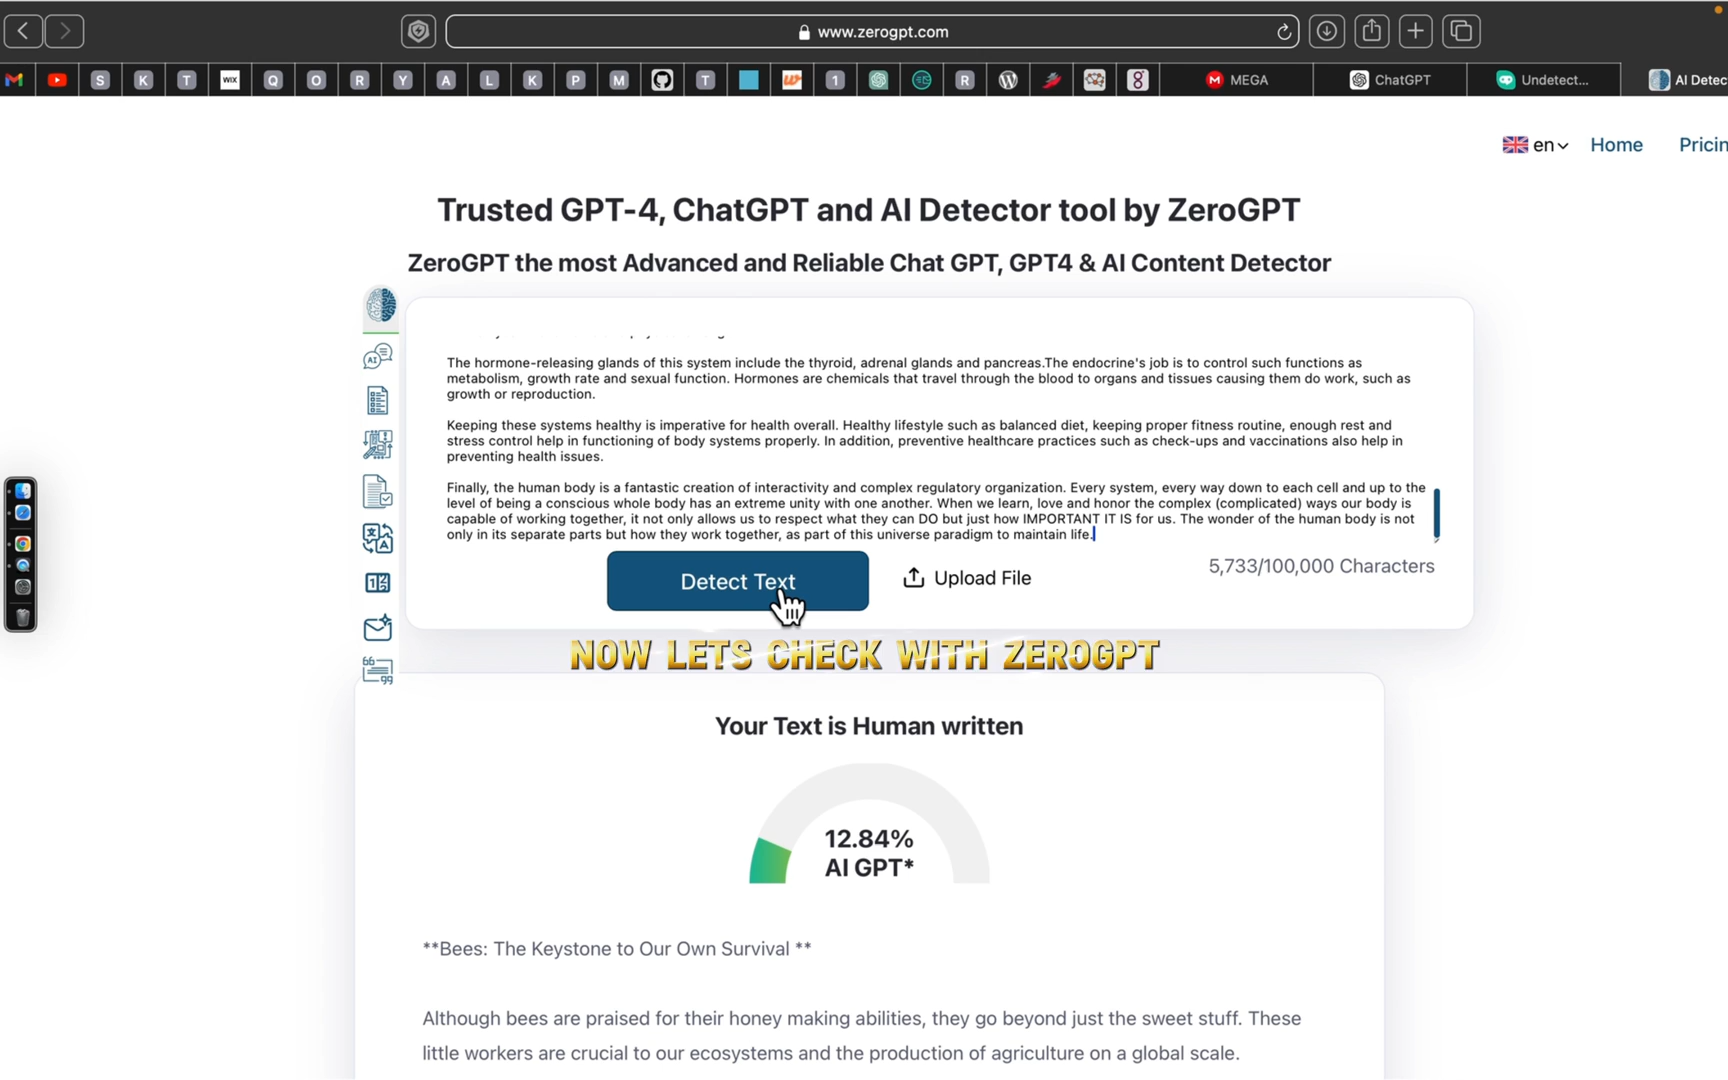 www.zerogpt.com
S K T WIX Q O R Y A L K P M T 1 R MEGA ChatGPT Undetect... AI Detec
en Home Pricin
Trusted GPT-4, ChatGPT and AI Detector tool by ZeroGPT
ZeroGPT the most Advanced and Reliable Chat GPT, GPT4 & AI Content Detector
The hormone-releasing glands of this system include the thyroid, adrenal glands and pancreas.The endocrine's job is to control such functions as
metabolism, growth rate and sexual function. Hormones are chemicals that travel through the blood to organs and tissues causing them do work, such as
growth or reproduction.
Keeping these systems healthy is imperative for health overall. Healthy lifestyle such as balanced diet, keeping proper fitness routine, enough rest and
stress control help in functioning of body systems properly. In addition, preventive healthcare practices such as check-ups and vaccinations also help in
preventing health issues.
Finally, the human body is a fantastic creation of interactivity and complex regulatory organization. Every system, every way down to each cell and up to the
level of being a conscious whole body has an extreme unity with one another. When we learn, love and honor the complex (complicated) ways our body is
capable of working together, it not only allows us to respect what they can DO but just how IMPORTANT IT IS for us. The wonder of the human body is not
only in its separate parts but how they work together, as part of this universe paradigm to maintain life.
Detect Text
Upload File
5,733/100,000 Characters
NOW LETS CHECK WITH ZEROGPT
Your Text is Human written
12.84%
AI GPT*
**Bees: The Keystone to Our Own Survival **
Although bees are praised for their honey making abilities, they go beyond just the sweet stuff. These
little workers are crucial to our ecosystems and the production of agriculture on a global scale.